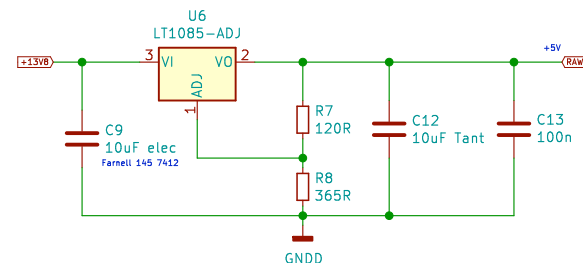 U6
LT1085-ADJ
+13V8
3
VI
VO
2
ADJ
1
+5V
RAW
R7
120R
C9
10uF elec
Farnell 145 7412
C12
10uF Tant
C13
100n
R8
365R
GNDD